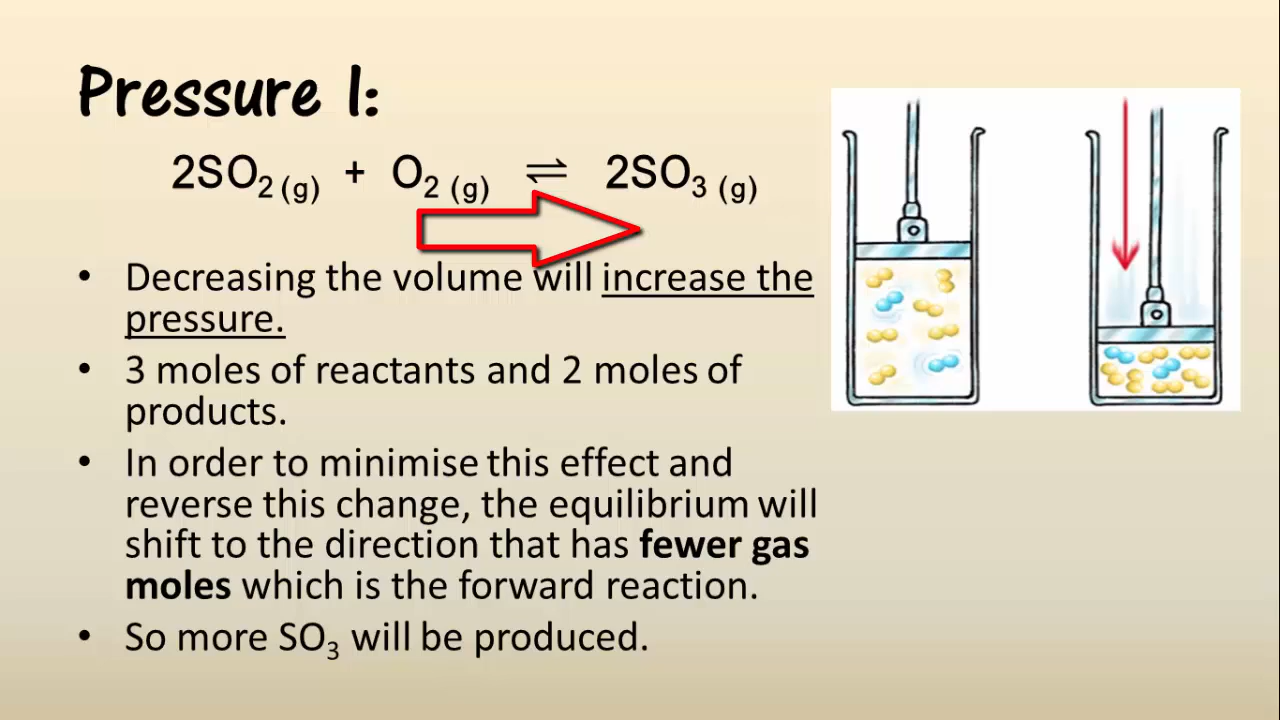 Pressure 1:
2SO₂ (g) + O₂ (g) ⇌ 2SO₃ (g)
• Decreasing the volume will increase the
pressure.
• 3 moles of reactants and 2 moles of
products.
• In order to minimise this effect and
reverse this change, the equilibrium will
shift to the direction that has fewer gas
moles which is the forward reaction.
• So more SO₃ will be produced.